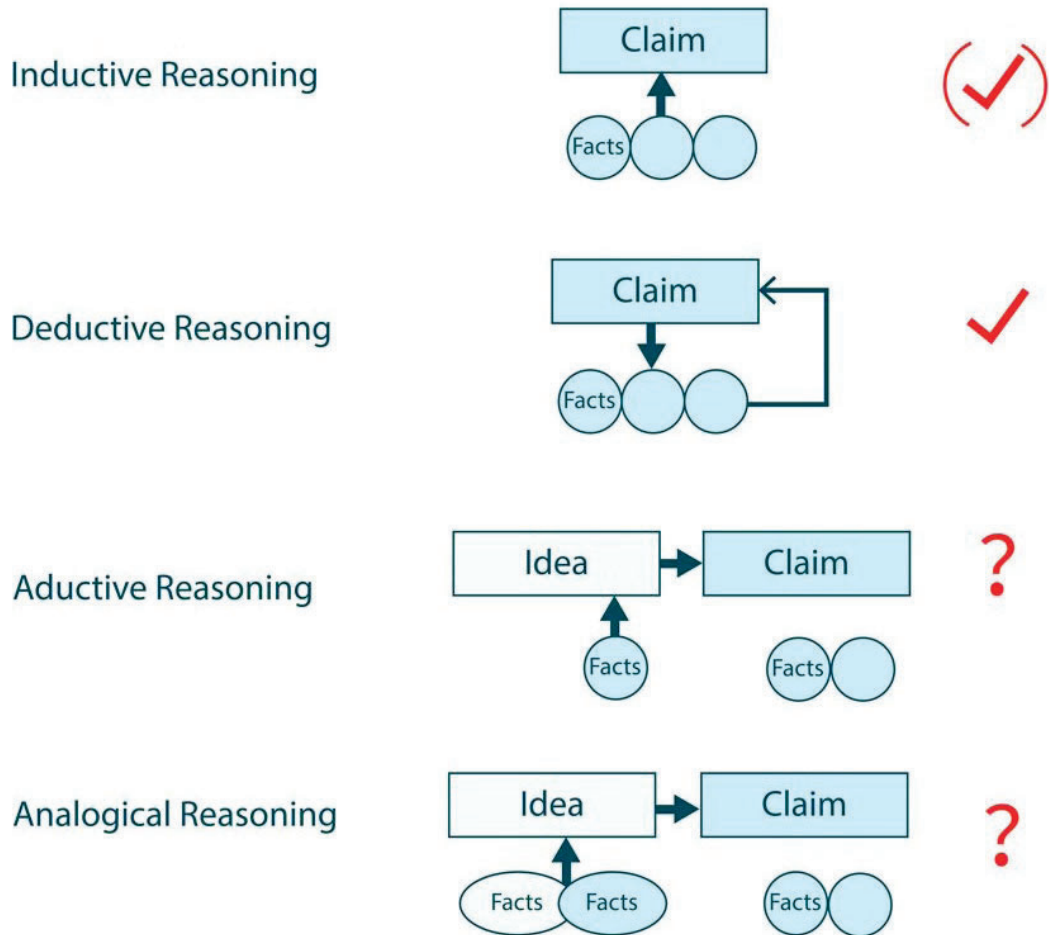 Inductive Reasoning
Claim
Facts
Deductive Reasoning
Claim
Facts
Aductive Reasoning
Idea
Claim
?
Facts
Facts
Analogical Reasoning
Idea
Claim
?
Facts
Facts
Facts